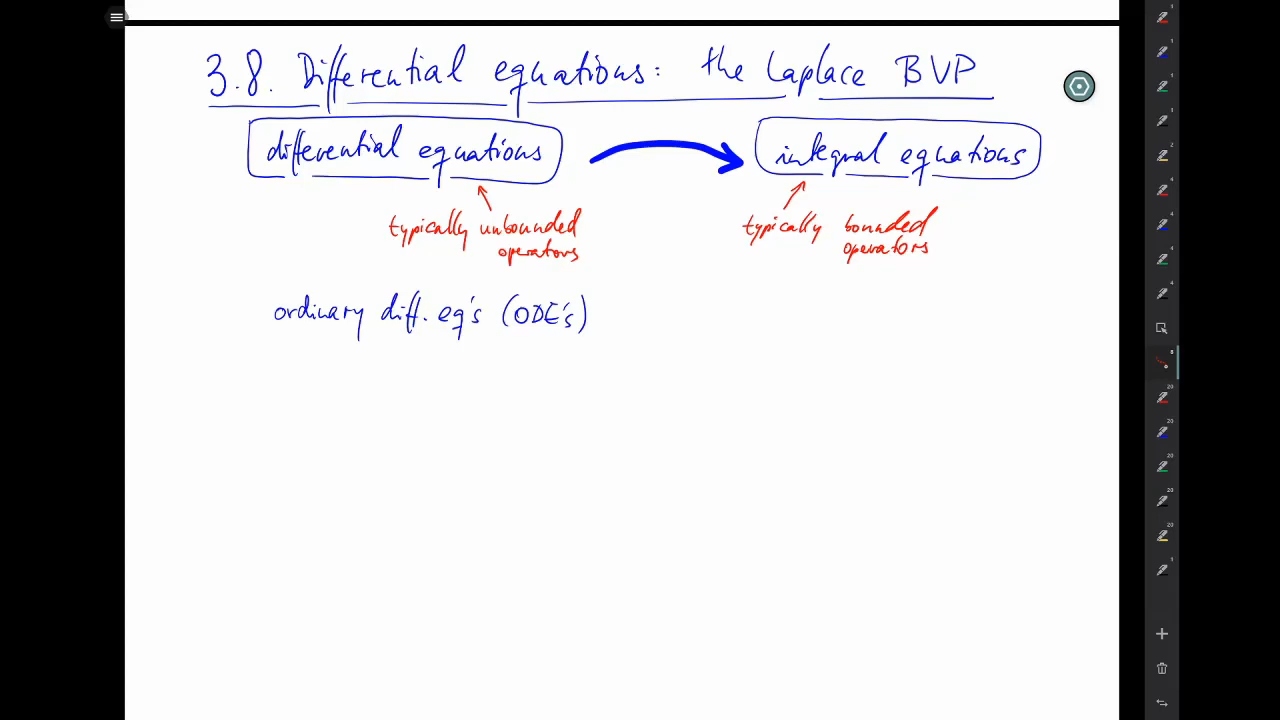 3.8. Differential equations: the Laplace BVP
differential equations
integral equations
typically unbounded
operators
typically bounded
operators
ordinary diff. eq's (ODE's)